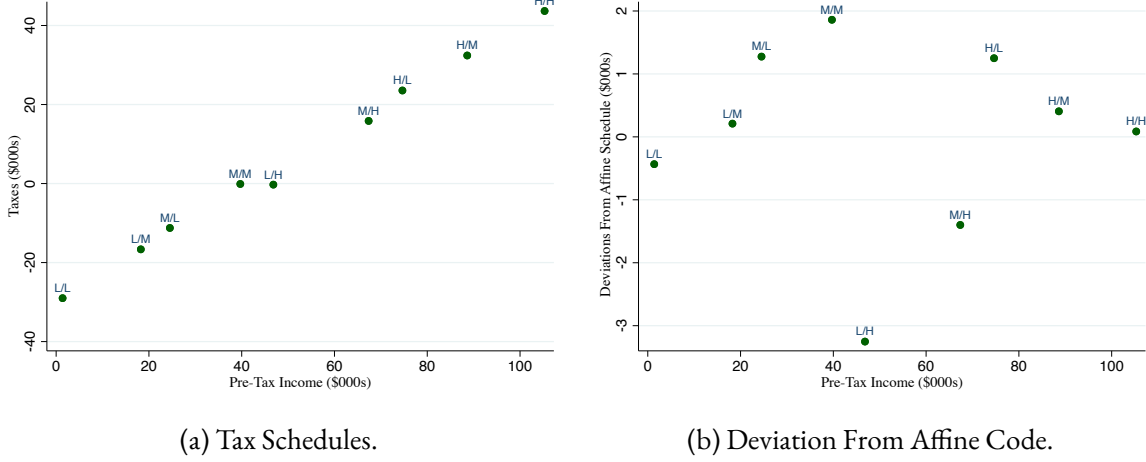 H/H
H/M
H/L
M/H
M/M
L/H
M/L
L/M
L/L
40
20
0
-20
-40
Taxes ($000s)
0 20 40 60 80 100
Pre-Tax Income ($000s)
(a) Tax Schedules.
M/M
M/L
H/L
H/M
L/M
H/H
L/L
M/H
L/H
2
1
0
-1
-2
-3
Deviations From Affine Schedule ($000s)
0 20 40 60 80 100
Pre-Tax Income ($000s)
(b) Deviation From Affine Code.